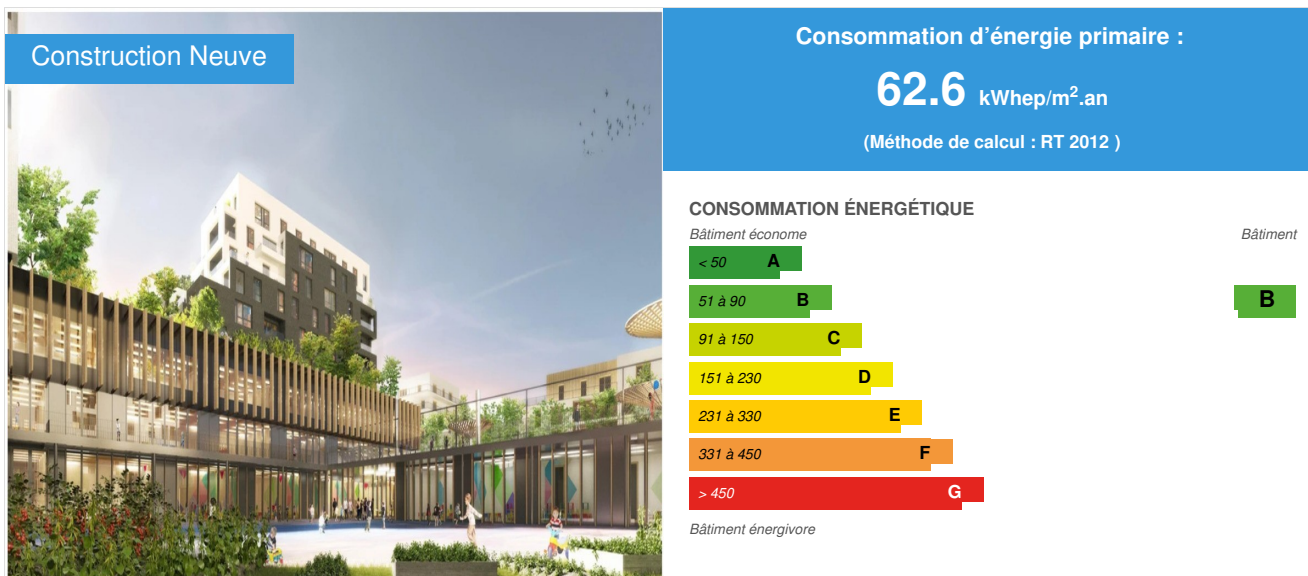 Construction Neuve
Consommation d'énergie primaire :
62.6 kWhep/m².an
(Méthode de calcul : RT 2012 )
CONSOMMATION ÉNERGÉTIQUE
Bâtiment économe
Bâtiment
< 50 A
51 à 90 B
B
91 à 150 C
151 à 230 D
231 à 330 E
331 à 450 F
> 450 G
Bâtiment énergivore